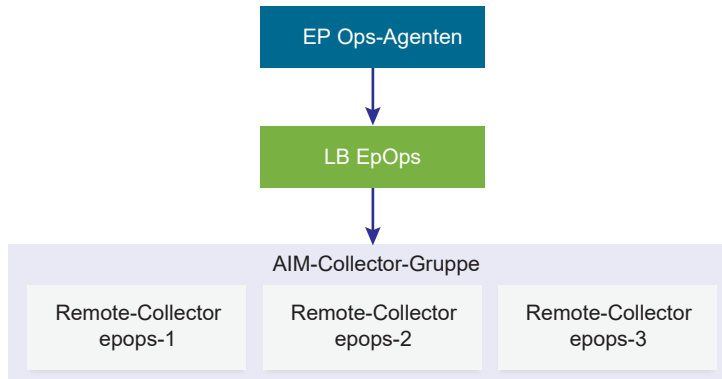 EP Ops-Agenten
LB EpOps
AIM-Collector-Gruppe
Remote-Collector
epops-1
Remote-Collector
epops-2
Remote-Collector
epops-3